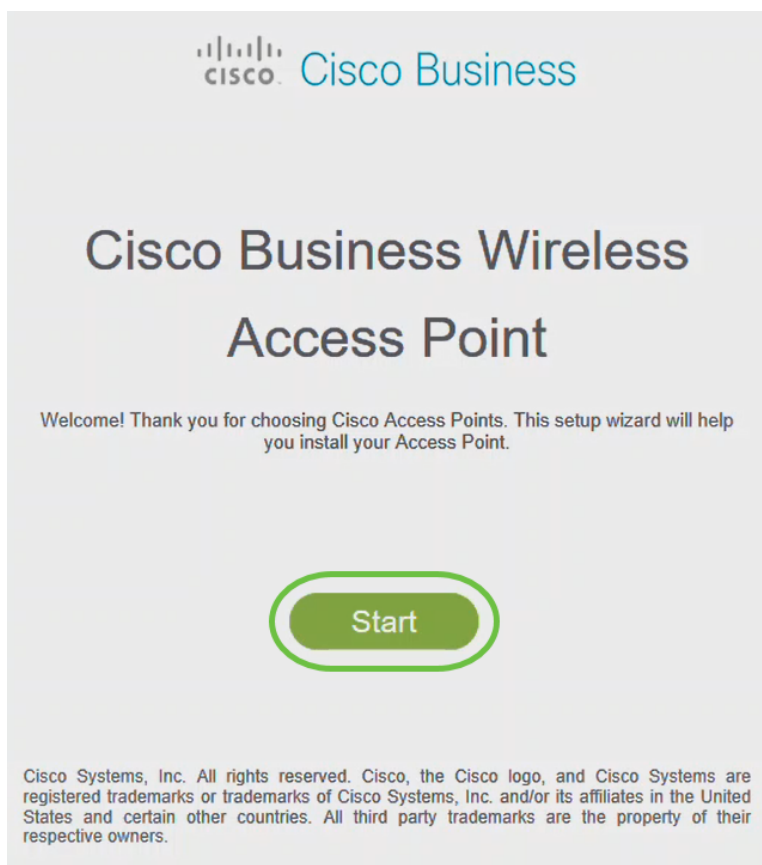 cisco. Cisco Business
Cisco Business Wireless
Access Point
Welcome! Thank you for choosing Cisco Access Points. This setup wizard will help
you install your Access Point.
Start
Cisco Systems, Inc. All rights reserved. Cisco, the Cisco logo, and Cisco Systems are
registered trademarks or trademarks of Cisco Systems, Inc. and/or its affiliates in the United
States and certain other countries. All third party trademarks are the property of their
respective owners.